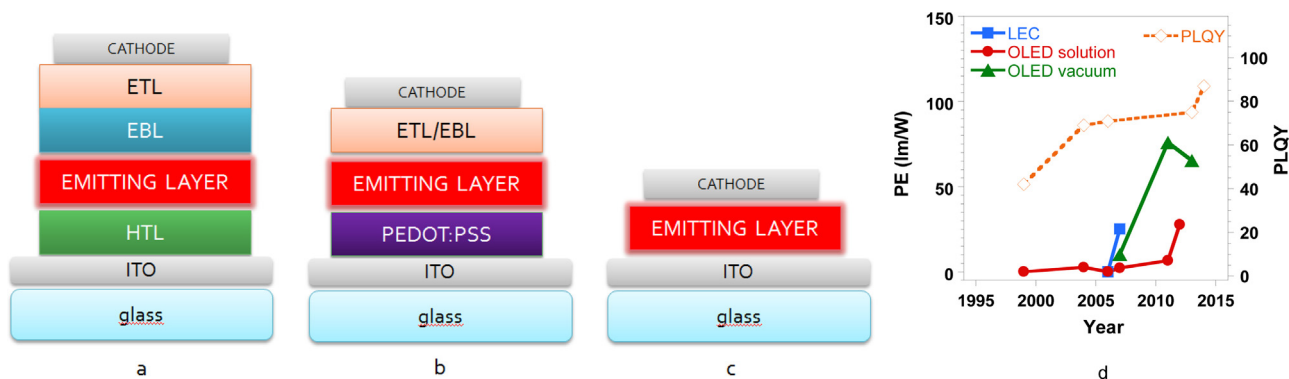 CATHODE
ETL
EBL
EMITTING LAYER
HTL
ITO
glass
a
CATHODE
ETL/EBL
EMITTING LAYER
PEDOT:PSS
ITO
glass
b
CATHODE
EMITTING LAYER
ITO
glass
c
150
100
50
0
PE (lm/W)
LEC
OLED solution
OLED vacuum
PLQY
100
80
60
40
20
0
PLQY
1995 2000 2006 2010 2015
Year
d